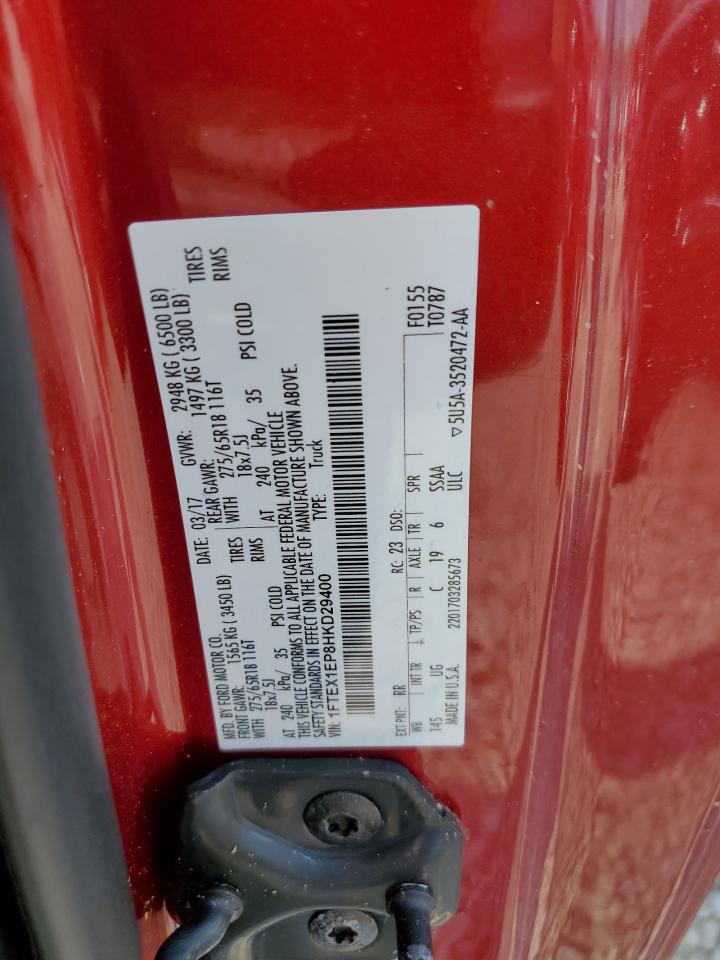 MFD. BY FORD MOTOR CO. DATE: 03/17 GVWR: 2948 KG ( 6500 LB)
FRONT GAWR: 1565 KG ( 3450 LB) REAR GAWR: 1497 KG ( 3300 LB)
WITH 275/65R18 116T TIRES WITH 275/65R18 116T TIRES
18x7.5J RIMS 18x7.5J RIMS
AT 240 kPa/ 35 PSI COLD AT 240 kPa/ 35 PSI COLD
THIS VEHICLE CONFORMS TO ALL APPLICABLE FEDERAL MOTOR VEHICLE
SAFETY STANDARDS IN EFFECT ON THE DATE OF MANUFACTURE SHOWN ABOVE.
VIN: 1FTEX1EP8HKD29400 TYPE: Truck
F0155
T0787
EXT PNT: RR RC: 23 DSO:
WB INT TR TP/PS R AXLE TR SPR
145 UG C 19 6 SSAA
ULC
MADE IN U.S.A. 2201703285673 ▽5U5A-3520472-AA